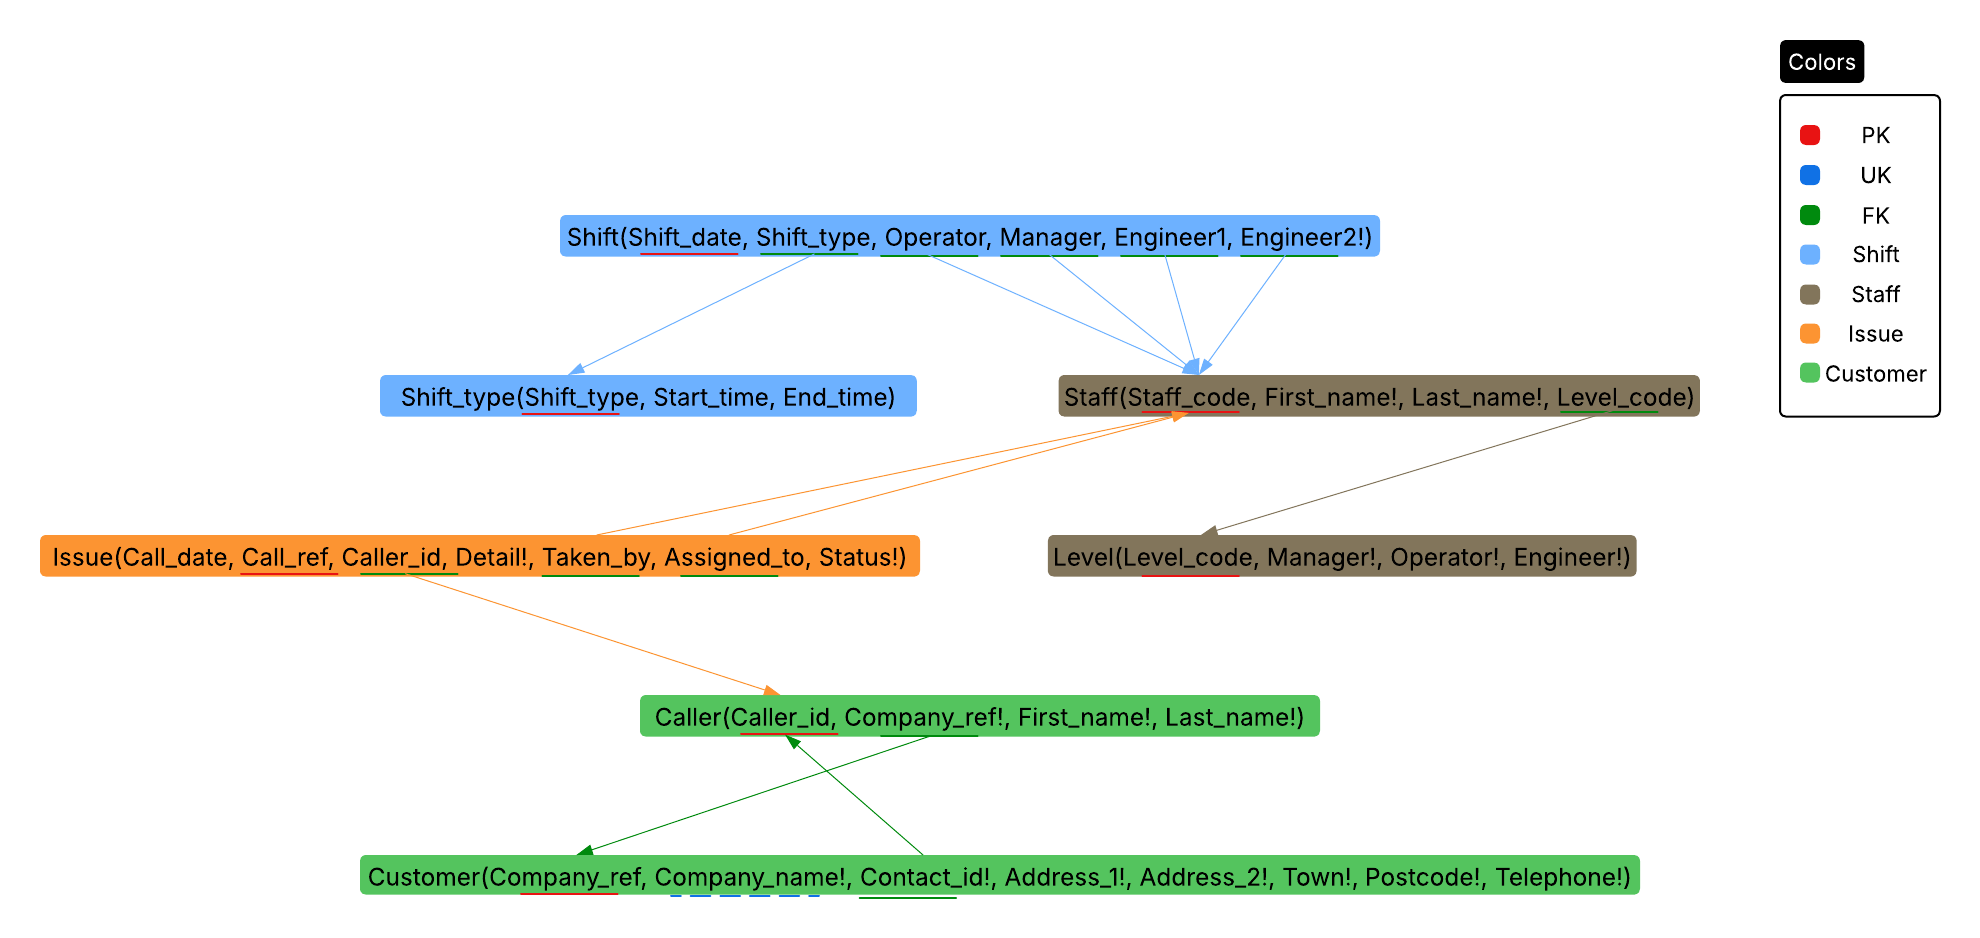 Colors
PK
UK
FK
Shift
Staff
Issue
Customer
Shift(Shift_date, Shift_type, Operator, Manager, Engineer1, Engineer2!)
Shift_type(Shift_type, Start_time, End_time)
Staff(Staff_code, First_name!, Last_name!, Level_code)
Issue(Call_date, Call_ref, Caller_id, Detail!, Taken_by, Assigned_to, Status!)
Level(Level_code, Manager!, Operator!, Engineer!)
Caller(Caller_id, Company_ref!, First_name!, Last_name!)
Customer(Company_ref, Company_name!, Contact_id!, Address_1!, Address_2!, Town!, Postcode!, Telephone!)